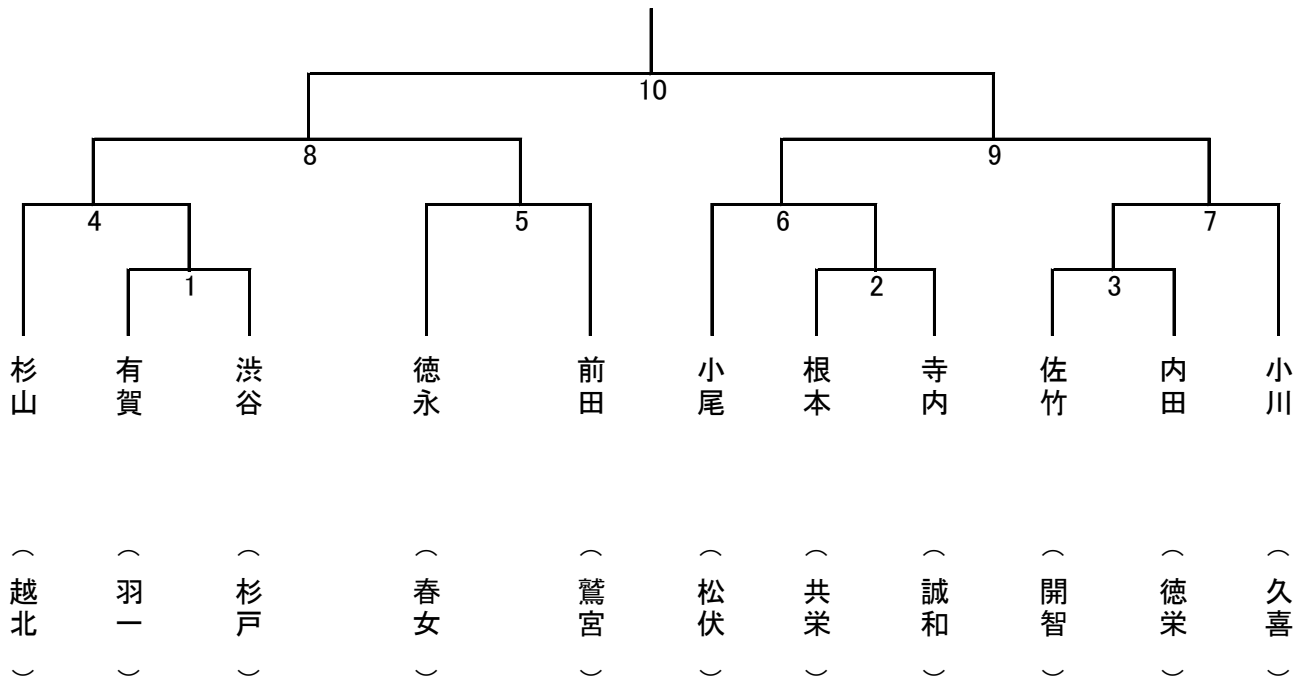 10
8
9
4
5
6
7
1
2
3
杉山
有賀
渋谷
徳永
前田
小尾
根本
寺内
佐竹
内田
小川
（越北）
（羽一）
（杉戸）
（春女）
（鷲宮）
（松伏）
（共栄）
（誠和）
（開智）
（徳栄）
（久喜）